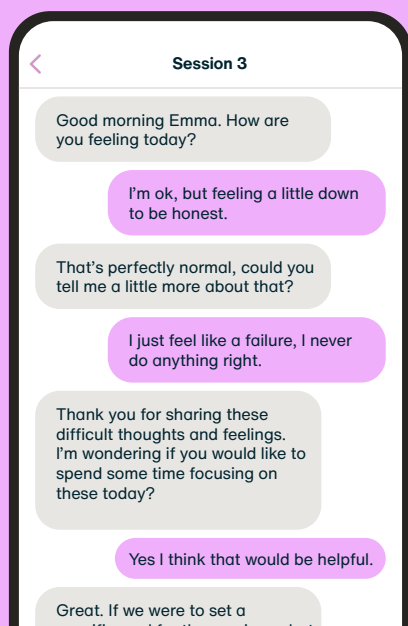 Session 3
Good morning Emma. How are
you feeling today?
I’m ok, but feeling a little down
to be honest.
That’s perfectly normal, could you
tell me a little more about that?
I just feel like a failure, I never
do anything right.
Thank you for sharing these
difficult thoughts and feelings.
I’m wondering if you would like to
spend some time focusing on
these today?
Yes I think that would be helpful.
Great. If we were to set a